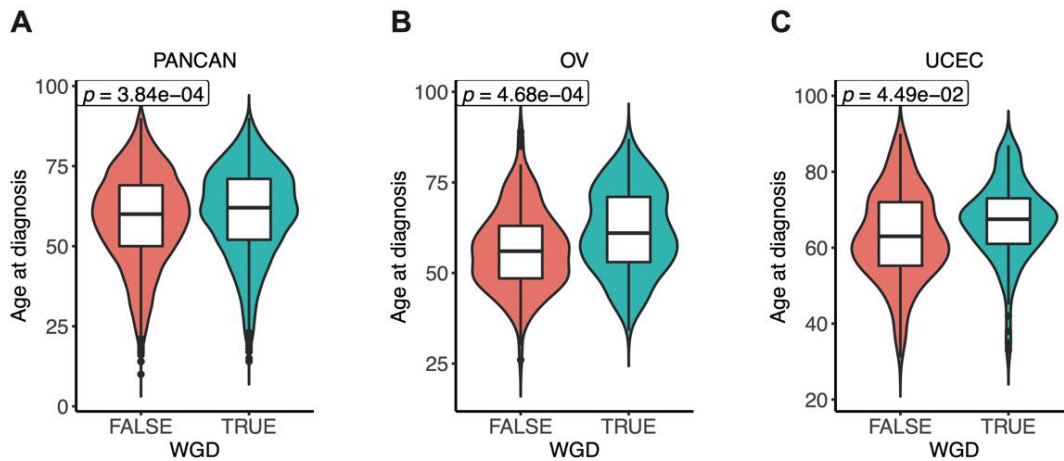 A
PANCAN
p = 3.84e−04
Age at diagnosis
100
75
50
25
0
FALSE
TRUE
WGD
B
OV
p = 4.68e−04
Age at diagnosis
100
75
50
25
FALSE
TRUE
WGD
C
UCEC
p = 4.49e−02
Age at diagnosis
100
80
60
40
20
FALSE
TRUE
WGD